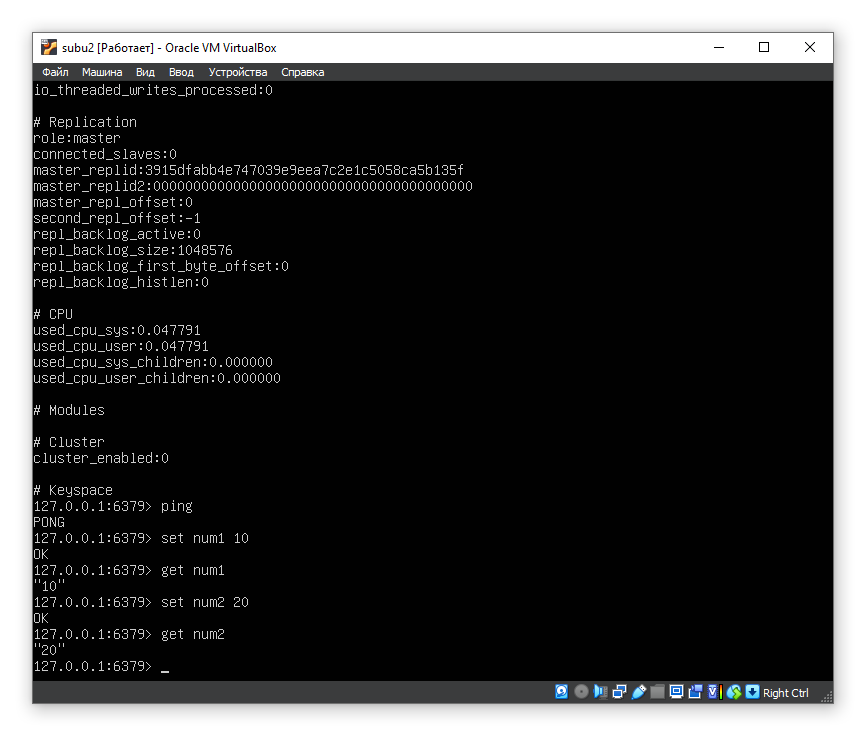 subu2 [Работает] - Oracle VM VirtualBox
Файл Машина Вид Ввод Устройства Справка
io_threaded_writes_processed:0
# Replication
role:master
connected_slaves:0
master_replid:3915dfabb4e747039e9eea7c2e1c5058ca5b135f
master_replid2:0000000000000000000000000000000000000000
master_repl_offset:0
second_repl_offset:-1
repl_backlog_active:0
repl_backlog_size:1048576
repl_backlog_first_byte_offset:0
repl_backlog_histlen:0
# CPU
used_cpu_sys:0.047791
used_cpu_user:0.047791
used_cpu_sys_children:0.000000
used_cpu_user_children:0.000000
# Modules
# Cluster
cluster_enabled:0
# Keyspace
127.0.0.1:6379> ping
PONG
127.0.0.1:6379> set num1 10
OK
127.0.0.1:6379> get num1
"10"
127.0.0.1:6379> set num2 20
OK
127.0.0.1:6379> get num2
"20"
127.0.0.1:6379> _
Right Ctrl